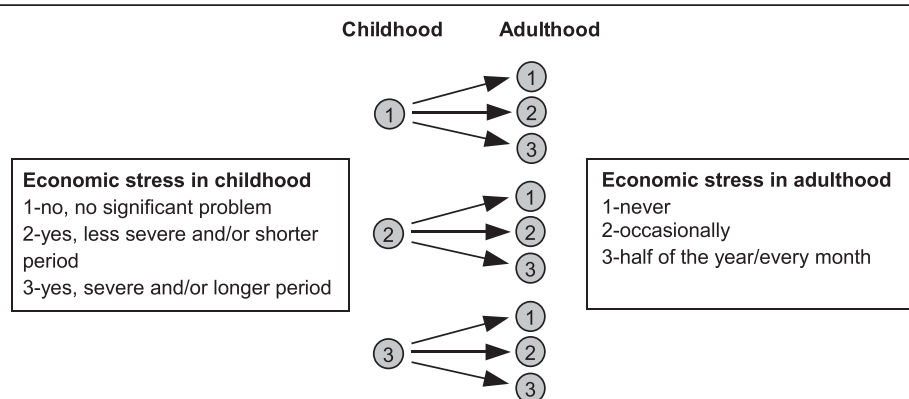 Childhood
Adulthood
1
1
2
3
Economic stress in childhood
1-no, no significant problem
2-yes, less severe and/or shorter
period
3-yes, severe and/or longer period
2
1
2
3
Economic stress in adulthood
1-never
2-occasionally
3-half of the year/every month
3
1
2
3